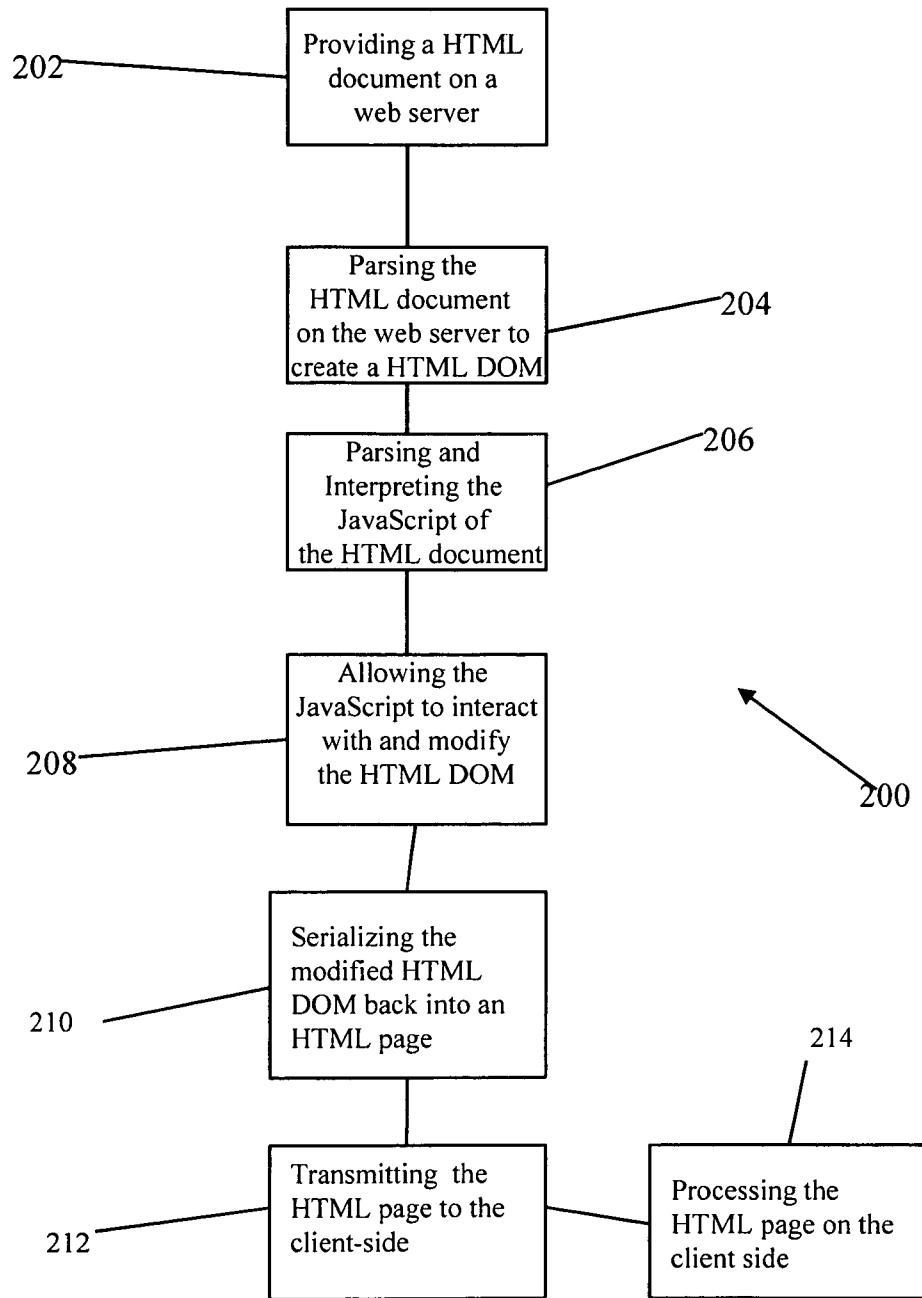 Providing a HTML
document on a
web server
202
Parsing the
HTML document
on the web server to
create a HTML DOM
204
Parsing and
Interpreting the
JavaScript of
the HTML document
206
Allowing the
JavaScript to interact
with and modify
the HTML DOM
208
200
Serializing the
modified HTML
DOM back into an
HTML page
210
214
Transmitting the
HTML page to the
client-side
212
Processing the
HTML page on the
client side